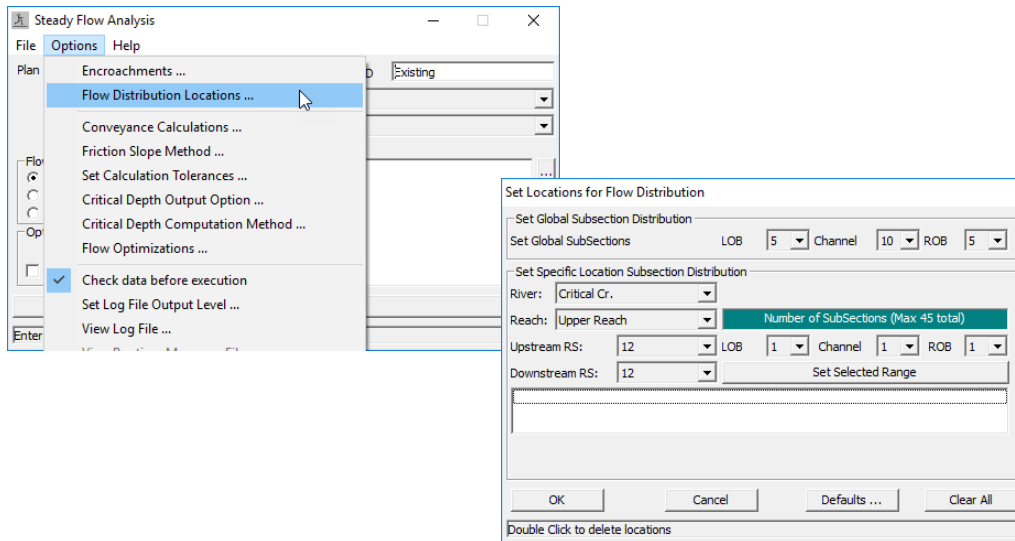 Steady Flow Analysis
File Options Help
Plan Existing
Encroachments ...
Flow Distribution Locations ...
Conveyance Calculations ...
Friction Slope Method ...
Set Calculation Tolerances ...
Critical Depth Output Option ...
Critical Depth Computation Method ...
Flow Optimizations ...
Check data before execution
Set Log File Output Level ...
View Log File ...
Flo
Op
Enter
...
Set Locations for Flow Distribution
Set Global Subsection Distribution
Set Global SubSections LOB 5 Channel 10 ROB 5
Set Specific Location Subsection Distribution
River: Critical Cr.
Reach: Upper Reach Number of SubSections (Max 45 total)
Upstream RS: 12 LOB 1 Channel 1 ROB 1
Downstream RS: 12 Set Selected Range
OK Cancel Defaults ... Clear All
Double Click to delete locations